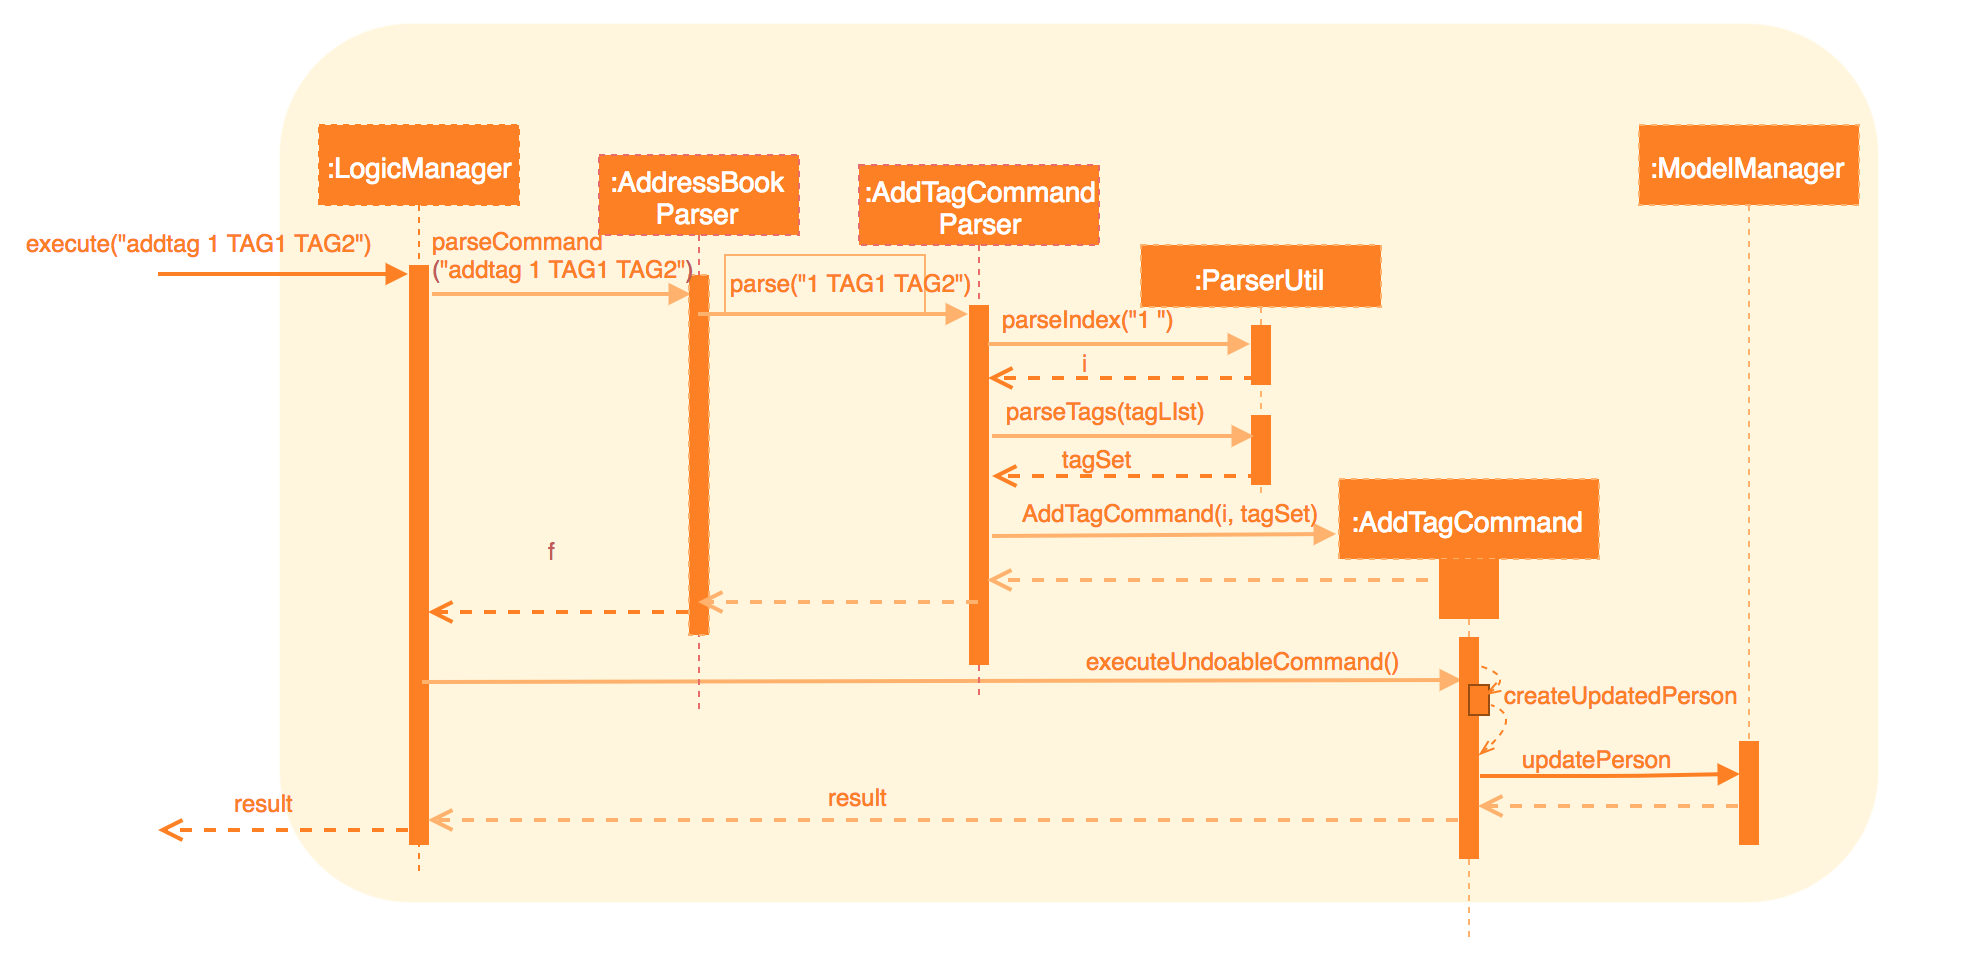 :LogicManager
:AddressBook
Parser
:AddTagCommand
Parser
:ModelManager
execute("addtag 1 TAG1 TAG2")
parseCommand
("addtag 1 TAG1 TAG2")
parse("1 TAG1 TAG2")
:ParserUtil
parseIndex("1 ")
i
parseTags(tagLIst)
tagSet
AddTagCommand(i, tagSet)
:AddTagCommand
f
executeUndoableCommand()
createUpdatedPerson
updatePerson
result
result